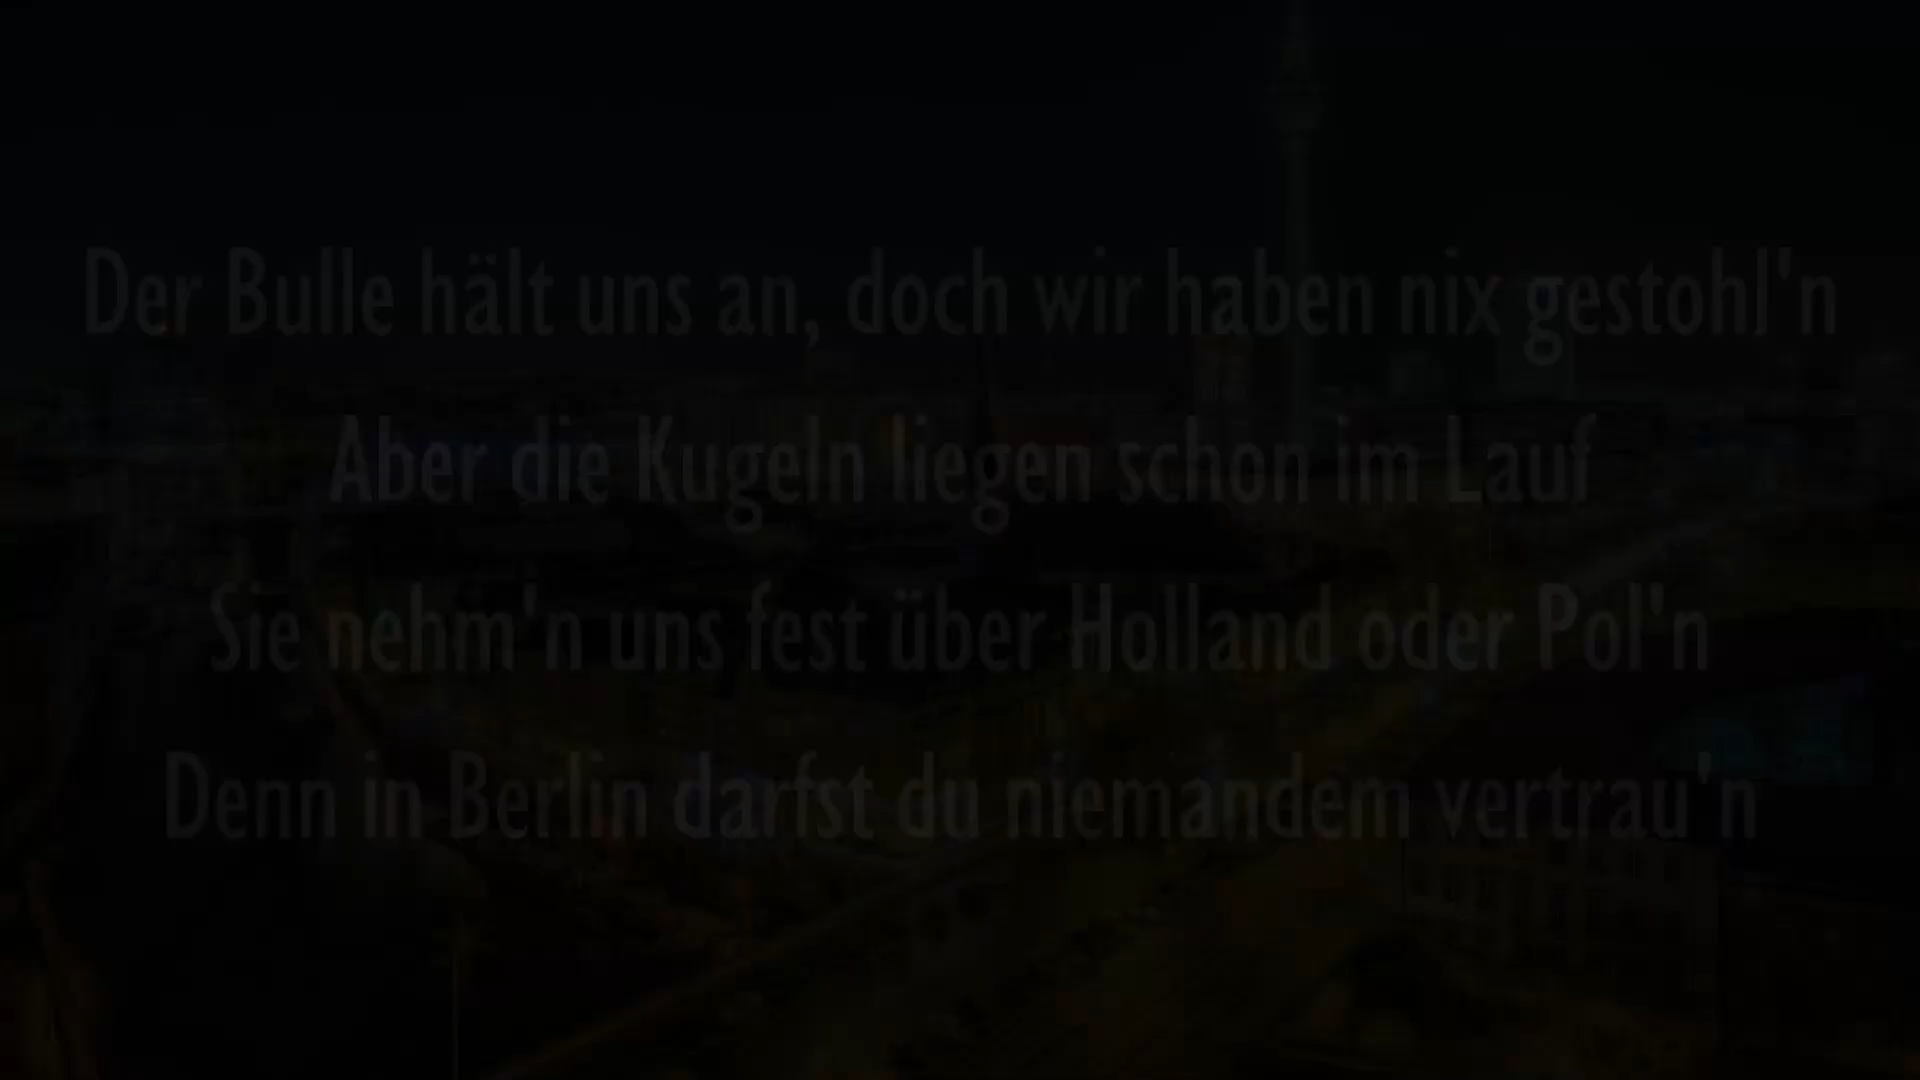 Der Bulle hält uns an, doch wir haben nix gestohl'n
Aber die Kugeln liegen schon im Lauf
Sie nehm'n uns fest über Holland oder Pol'n
Denn in Berlin darfst du niemandem vertrau'n